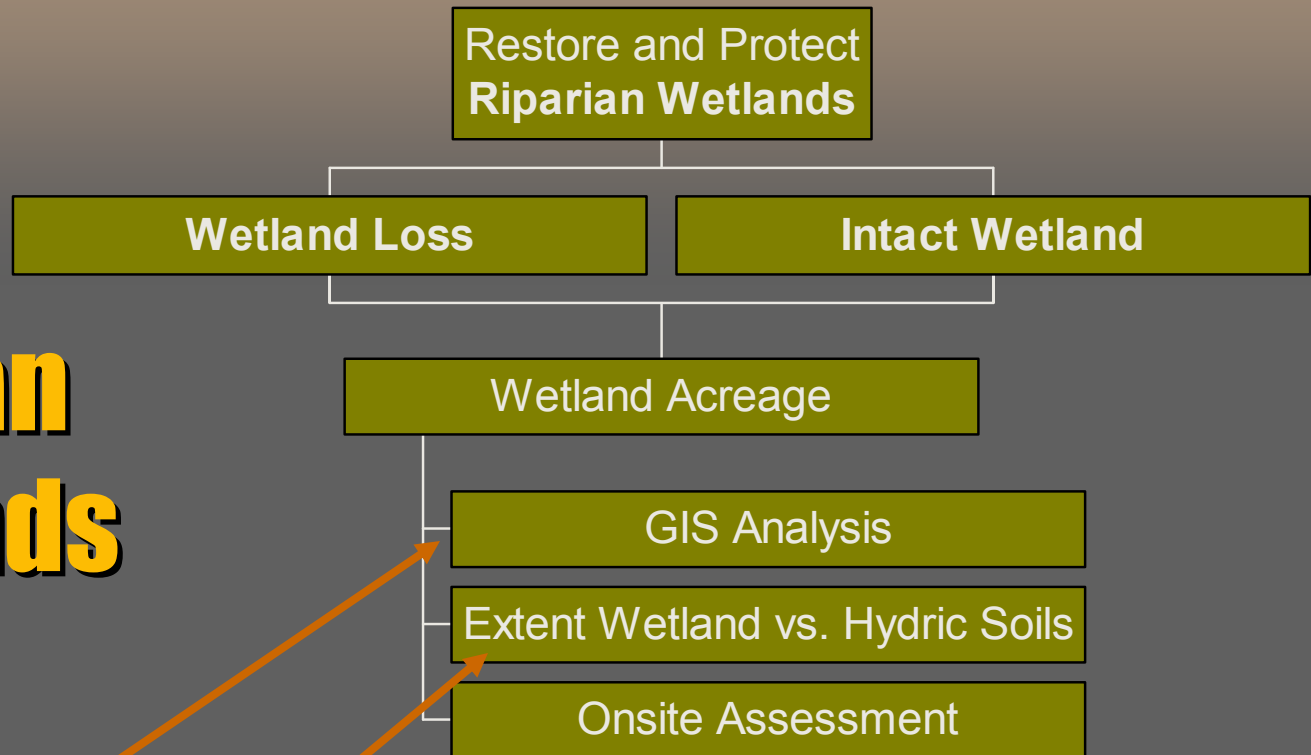 Restore and Protect
Riparian Wetlands
Wetland Loss
Intact Wetland
Wetland Acreage
GIS Analysis
Extent Wetland vs. Hydric Soils
Onsite Assessment